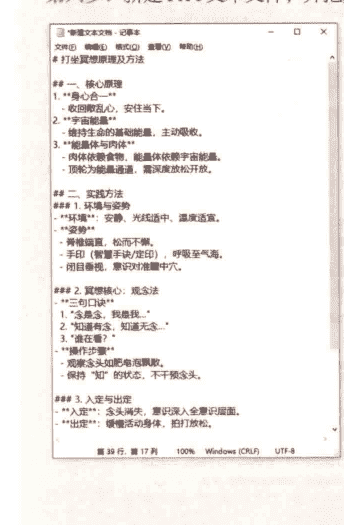 *新建文本文档 - 记事本
文件(F) 编辑(E) 格式(O) 查看(V) 帮助(H)
# 打坐冥想原理及方法
## 一、核心原理
1. **身心合一**
- 收回散乱心，安住当下。
2. **宇宙能量**
- 维持生命的基础能量，主动吸收。
3. **能量体与肉体**
- 肉体依赖食物，能量体依赖宇宙能量。
- 顶轮为能量通道，需深度放松开放。
## 二、实践方法
### 1. 环境与姿势
- **环境**：安静、光线适中、温度适宜。
- **姿势**
- 脊椎端直，松而不懈。
- 手印（智慧手诀/定印），呼吸至气海。
- 闭目垂视，意识对准膻中穴。
### 2. 冥想核心：观念法
- **三句口诀**
1. "念是念，我是我..."
2. "知道有念，知道无念..."
3. "谁在看？"
- **操作步骤**
- 观察念头如肥皂泡飘散。
- 保持“知”的状态，不干预念头。
### 3. 入定与出定
- **入定**：念头消失，意识深入全意识层面。
- **出定**：缓慢活动身体，拍打放松。
第 39 行，第 17 列 100% Windows (CRLF) UTF-8